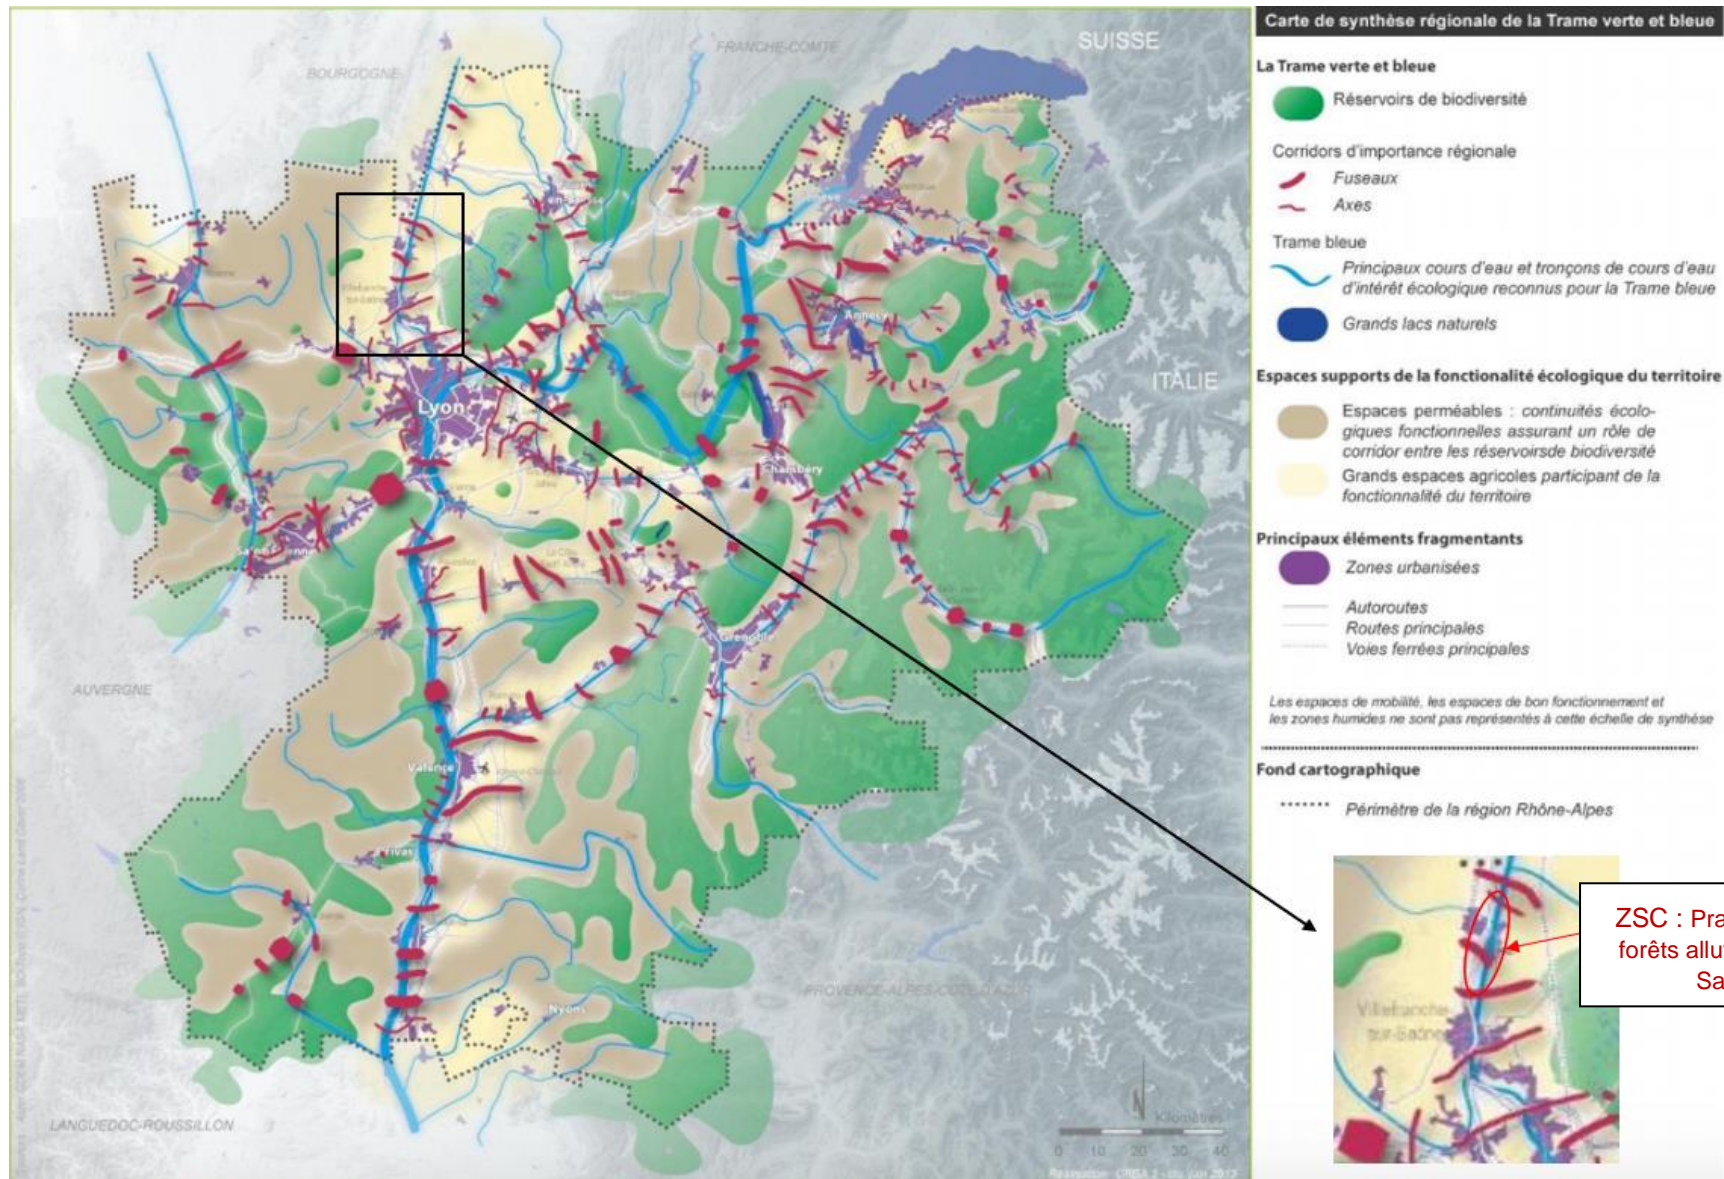 Carte de synthèse régionale de la Trame verte et bleue
La Trame verte et bleue
Réservoirs de biodiversité
Corridors d'importance régionale
Fuseaux
Axes
Trame bleue
Principaux cours d'eau et tronçons de cours d'eau
d'intérêt écologique reconnus pour la Trame bleue
Grands lacs naturels
Espaces supports de la fonctionalité écologique du territoire
Espaces perméables : continuités écolo-
giques fonctionnelles assurant un rôle de
corridor entre les réservoirsde biodiversité
Grands espaces agricoles participant de la
fonctionnalité du territoire
Principaux éléments fragmentants
Zones urbanisées
Autoroutes
Routes principales
Voies ferrées principales
Les espaces de mobilité, les espaces de bon fonctionnement et
les zones humides ne sont pas représentés à cette échelle de synthèse
Fond cartographique
Périmètre de la région Rhône-Alpes
ZSC : Pra
forêts allu
Sa
Villefranche
sur-Saône
SUISSE
FRANCHE-COMTE
BOURGOGNE
Annecy
ITALIE
Lyon
Chambéry
Grenoble
AUVERGNE
Valence
Privas
Nyons
PROVENCE-ALPES-COTE-D'AZUR
LANGUEDOC-ROUSSILLON
N
Kilomètres
0 10 20 30 40